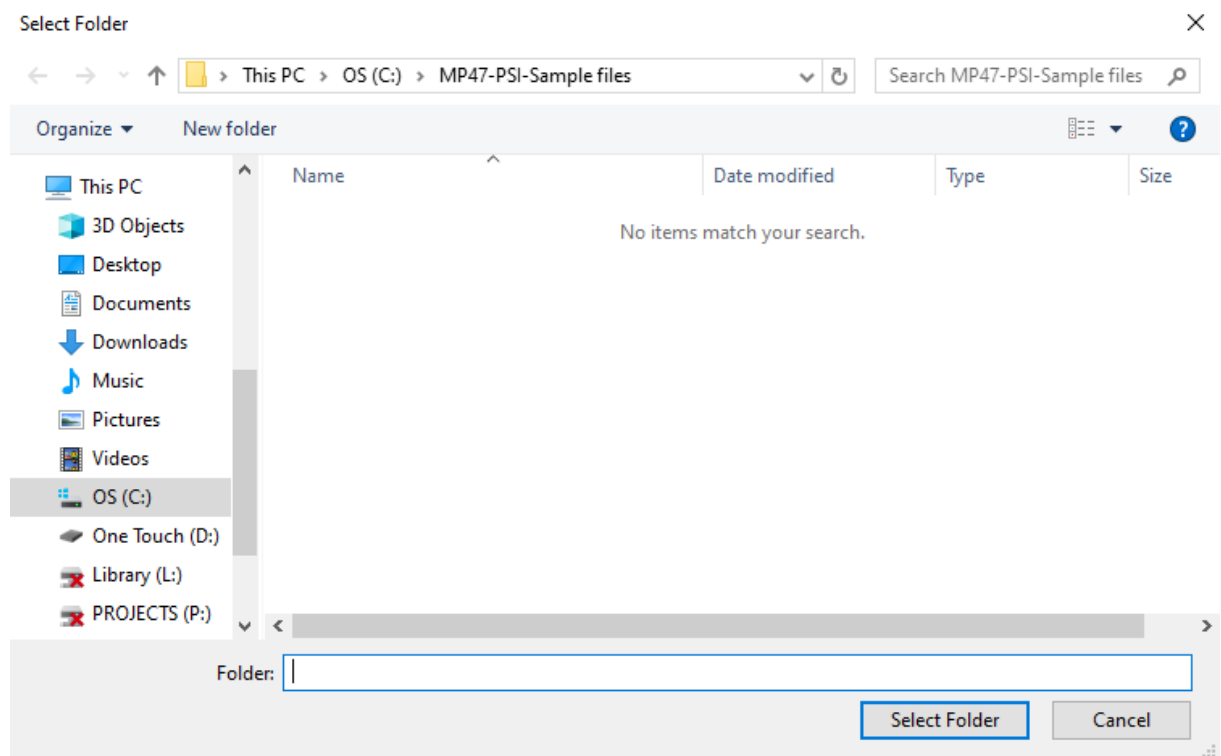 Select Folder
This PC > OS (C:) > MP47-PSI-Sample files
Search MP47-PSI-Sample files
Organize
New folder
?
Name
Date modified
Type
Size
This PC
3D Objects
Desktop
Documents
Downloads
Music
Pictures
Videos
OS (C:)
One Touch (D:)
Library (L:)
PROJECTS (P:)
No items match your search.
Folder:
Select Folder
Cancel